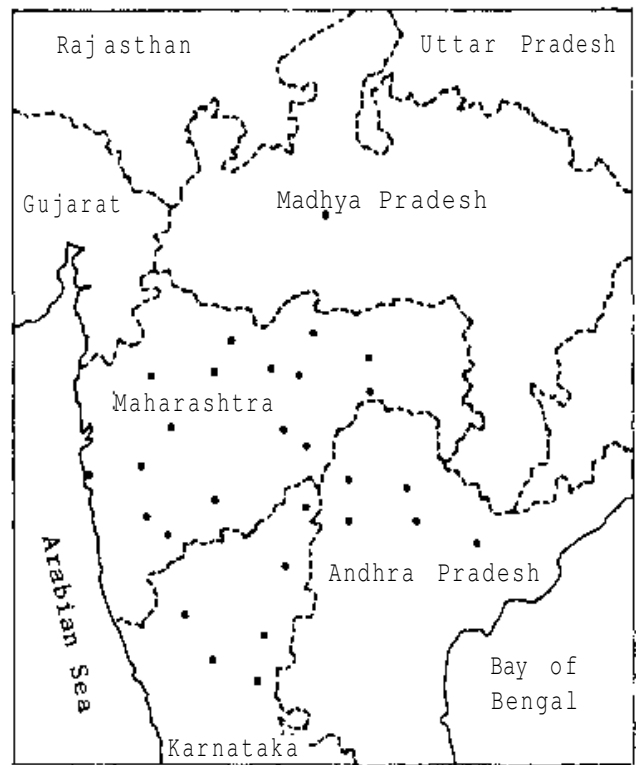 Rajasthan
Uttar Pradesh
Gujarat
Madhya Pradesh
Maharashtra
Andhra Pradesh
Arabian Sea
Bay of
Bengal
Karnataka